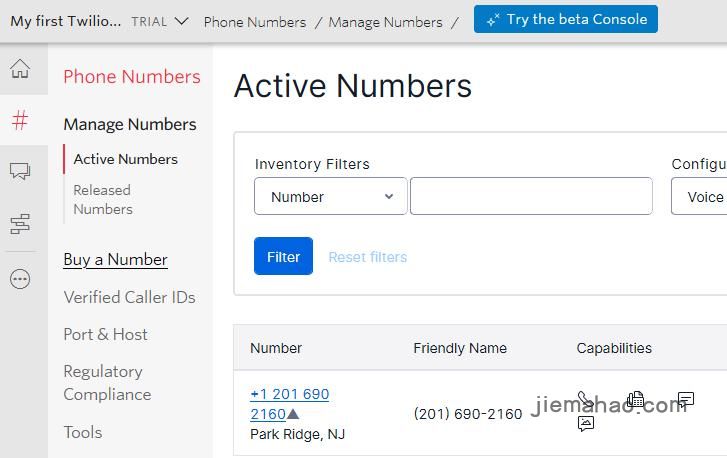 My first Twilio... TRIAL Phone Numbers / Manage Numbers / Try the beta Console
Phone Numbers
Manage Numbers
Active Numbers
Released
Numbers
Buy a Number
Verified Caller IDs
Port & Host
Regulatory
Compliance
Tools
Active Numbers
Inventory Filters Configu
Number Voice
Filter Reset filters
Number Friendly Name Capabilities
+1 201 690
2160 (201) 690-2160
Park Ridge, NJ
jiemahao.com